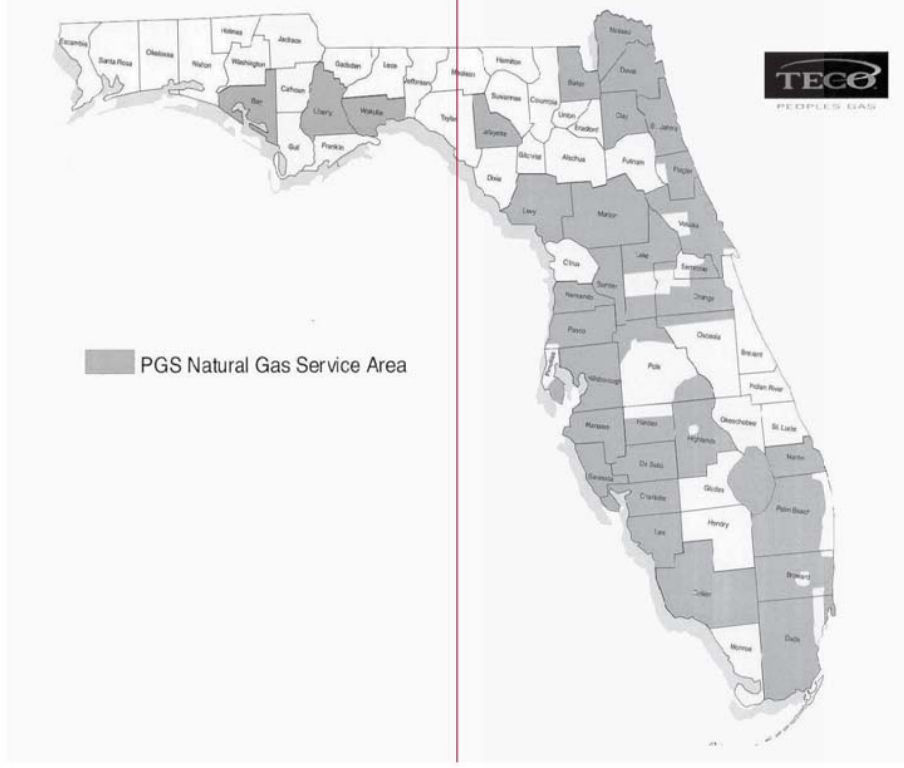 Nassau
Holmes
Jackson
Escambia
Santa Rosa
Okaloosa
Walton
Washington
Gadsden
Leon
Jefferson
Madison
Hamilton
Baker
Duval
TECO
PEOPLES GAS
Bay
Calhoun
Liberty
Wakulla
Taylor
Suwannee
Columbia
Union
Bradford
Clay
St. Johns
Lafayette
Gulf
Franklin
Dixie
Gilchrist
Alachua
Putnam
Flagler
Levy
Marion
Volusia
Citrus
Sumter
Lake
Seminole
Hernando
Orange
Pasco
Osceola
Brevard
PGS Natural Gas Service Area
Pinellas
Hillsborough
Polk
Indian River
Manatee
Hardee
Highlands
Okeechobee
St. Lucie
Sarasota
De Soto
Martin
Charlotte
Glades
Palm Beach
Lee
Hendry
Collier
Broward
Monroe
Dade